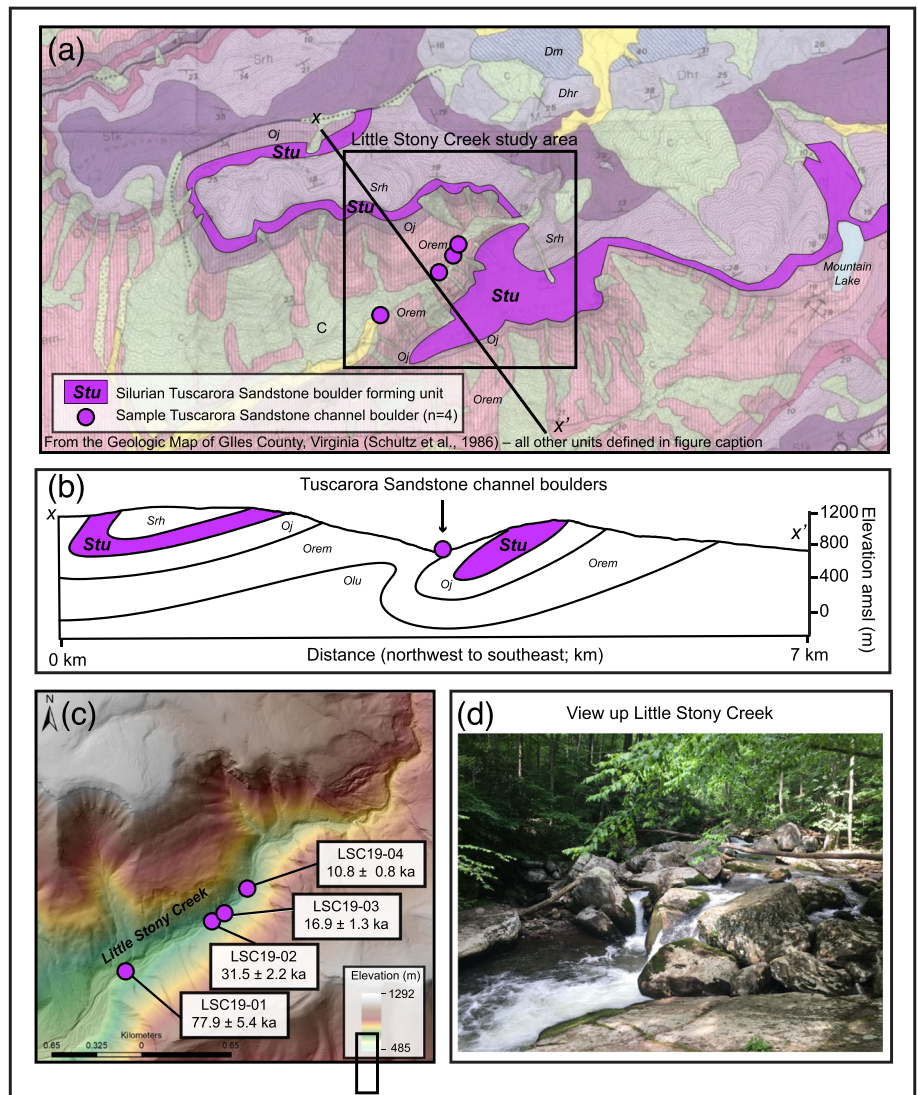 (a)
Dm
Srh
Dhr
Dhr
Stk
x
Oj
Stu
Little Stony Creek study area
Srh
Stu
Oj
Orem
Srh
Mountain
Lake
Stu
C
Orem
Oj
Oj
Orem
x’
Stu Silurian Tuscarora Sandstone boulder forming unit
Sample Tuscarora Sandstone channel boulder (n=4)
From the Geologic Map of GIles County, Virginia (Schultz et al., 1986) – all other units defined in figure caption
(b)
Tuscarora Sandstone channel boulders
x
Srh
Stu
Oj
Orem
Olu
Oj
Stu
Orem
x’
1200
800
400
0
Elevation amsl (m)
0 km
Distance (northwest to southeast; km)
7 km
N
(c)
LSC19-04
10.8 ± 0.8 ka
LSC19-03
16.9 ± 1.3 ka
Little Stony Creek
LSC19-02
31.5 ± 2.2 ka
LSC19-01
77.9 ± 5.4 ka
Elevation (m)
1292
485
Kilometers
0.65 0.325 0 0.65
(d)
View up Little Stony Creek